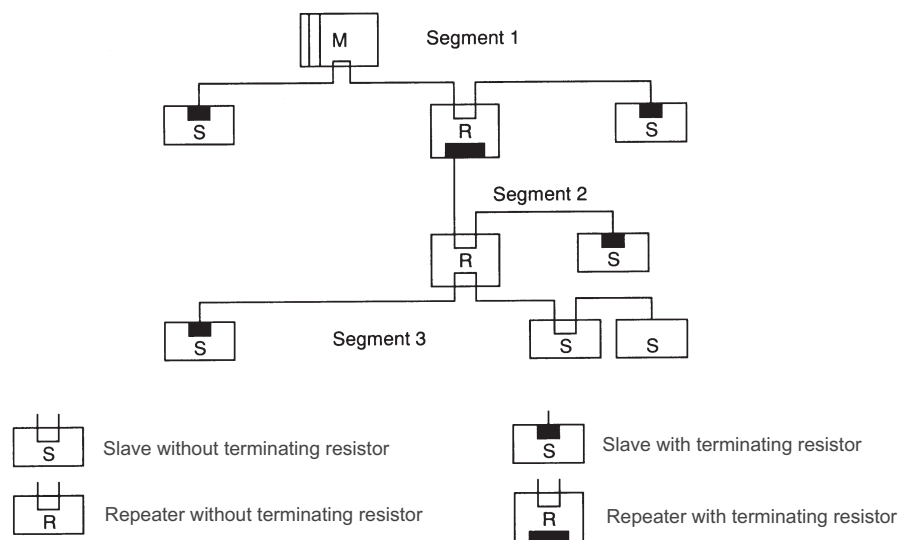 M
Segment 1
S
R
S
Segment 2
R
S
Segment 3
S
S
S
S
Slave without terminating resistor
S
Slave with terminating resistor
R
Repeater without terminating resistor
R
Repeater with terminating resistor